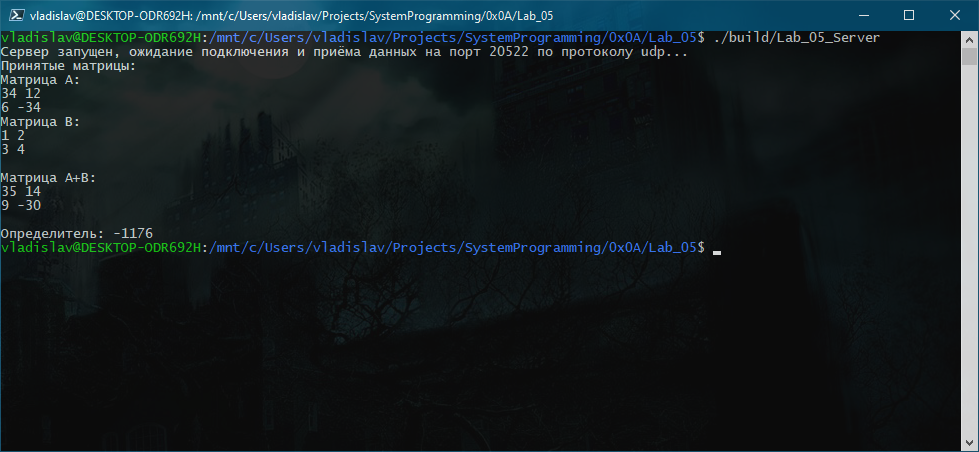 vladislav@DESKTOP-ODR692H: /mnt/c/Users/vladislav/Projects/SystemProgramming/0x0A/Lab_05
vladislav@DESKTOP-ODR692H:/mnt/c/Users/vladislav/Projects/SystemProgramming/0x0A/Lab_05$ ./build/Lab_05_Server
Сервер запущен, ожидание подключения и приёма данных на порт 20522 по протоколу udp...
Принятые матрицы:
Матрица A:
34 12
6 -34
Матрица B:
1 2
3 4
Матрица A+B:
35 14
9 -30
Определитель: -1176
vladislav@DESKTOP-ODR692H:/mnt/c/Users/vladislav/Projects/SystemProgramming/0x0A/Lab_05$